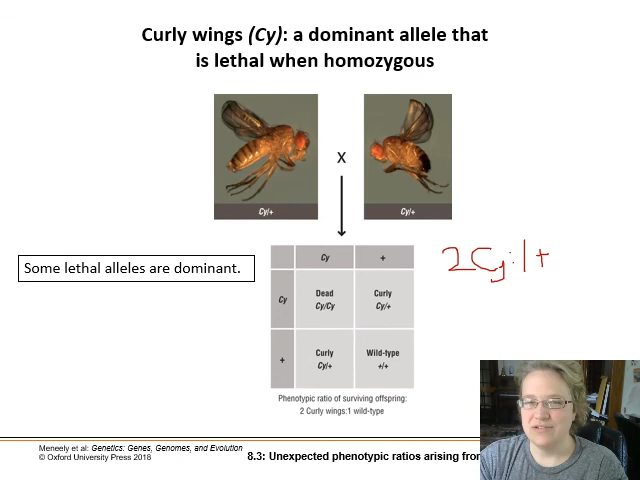 Curly wings (Cy): a dominant allele that
is lethal when homozygous
X
Cy/+
Cy/+
Some lethal alleles are dominant.
2Cy:1+
Cy
+
Cy
Dead
Cy/Cy
Curly
Cy/+
+
Curly
Cy/+
Wild-type
+/+
Phenotypic ratio of surviving offspring:
2 Curly wings:1 wild-type
Meneely et al: Genetics: Genes, Genomes, and Evolution
© Oxford University Press 2018
8.3: Unexpected phenotypic ratios arising from